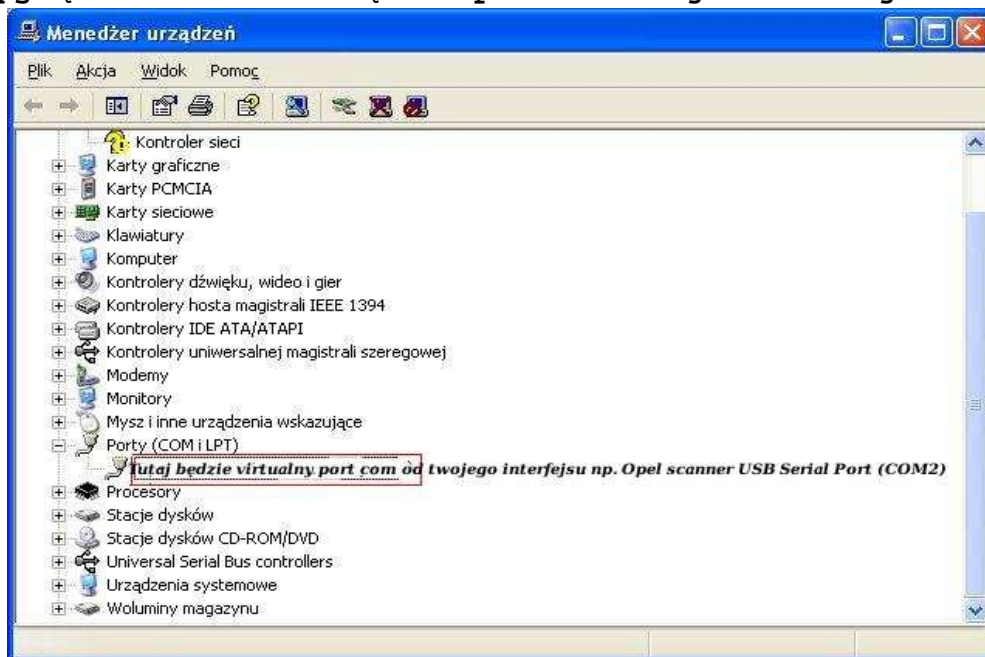 Menedżer urządzeń
Plik Akcja Widok Pomoc
Kontroler sieci
Karty graficzne
Karty PCMCIA
Karty sieciowe
Klawiatury
Komputer
Kontrolery dźwięku, wideo i gier
Kontrolery hosta magistrali IEEE 1394
Kontrolery IDE ATA/ATAPI
Kontrolery uniwersalnej magistrali szeregowej
Modemy
Monitory
Mysz i inne urządzenia wskazujące
Porty (COM i LPT)
Tutaj będzie virtualny port com od twojego interfejsu np. Opel scanner USB Serial Port (COM2)
Procesory
Stacje dysków
Stacje dysków CD-ROM/DVD
Universal Serial Bus controllers
Urządzenia systemowe
Woluminy magazynu